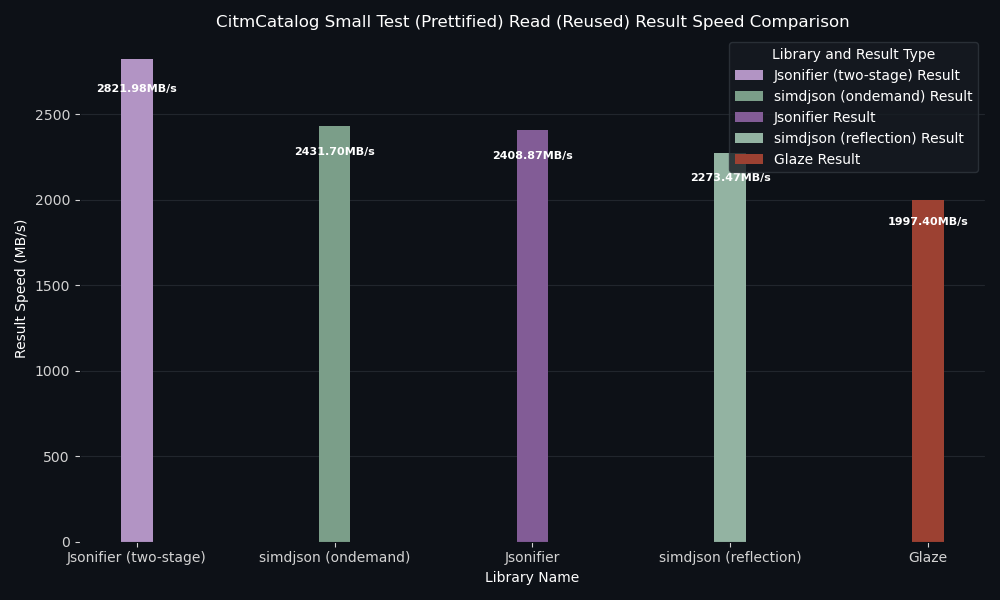 CitmCatalog Small Test (Prettified) Read (Reused) Result Speed Comparison
Library and Result Type
Jsonifier (two-stage) Result
simdjson (ondemand) Result
Jsonifier Result
simdjson (reflection) Result
Glaze Result
2821.98MB/s
2431.70MB/s
2408.87MB/s
2273.47MB/s
1997.40MB/s
Result Speed (MB/s)
2500
2000
1500
1000
500
0
Jsonifier (two-stage)
simdjson (ondemand)
Jsonifier
simdjson (reflection)
Glaze
Library Name